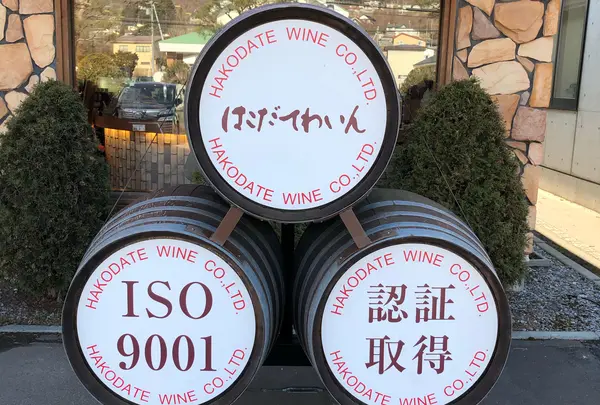 HAKODATE WINE CO.,LTD.
はこだてわいん
HAKODATE WINE CO.,LTD.
HAKODATE WINE CO.,LTD.
ISO
9001
HAKODATE WINE CO.,LTD.
HAKODATE WINE CO.,LTD.
認証
取得
HAKODATE WINE CO.,LTD.